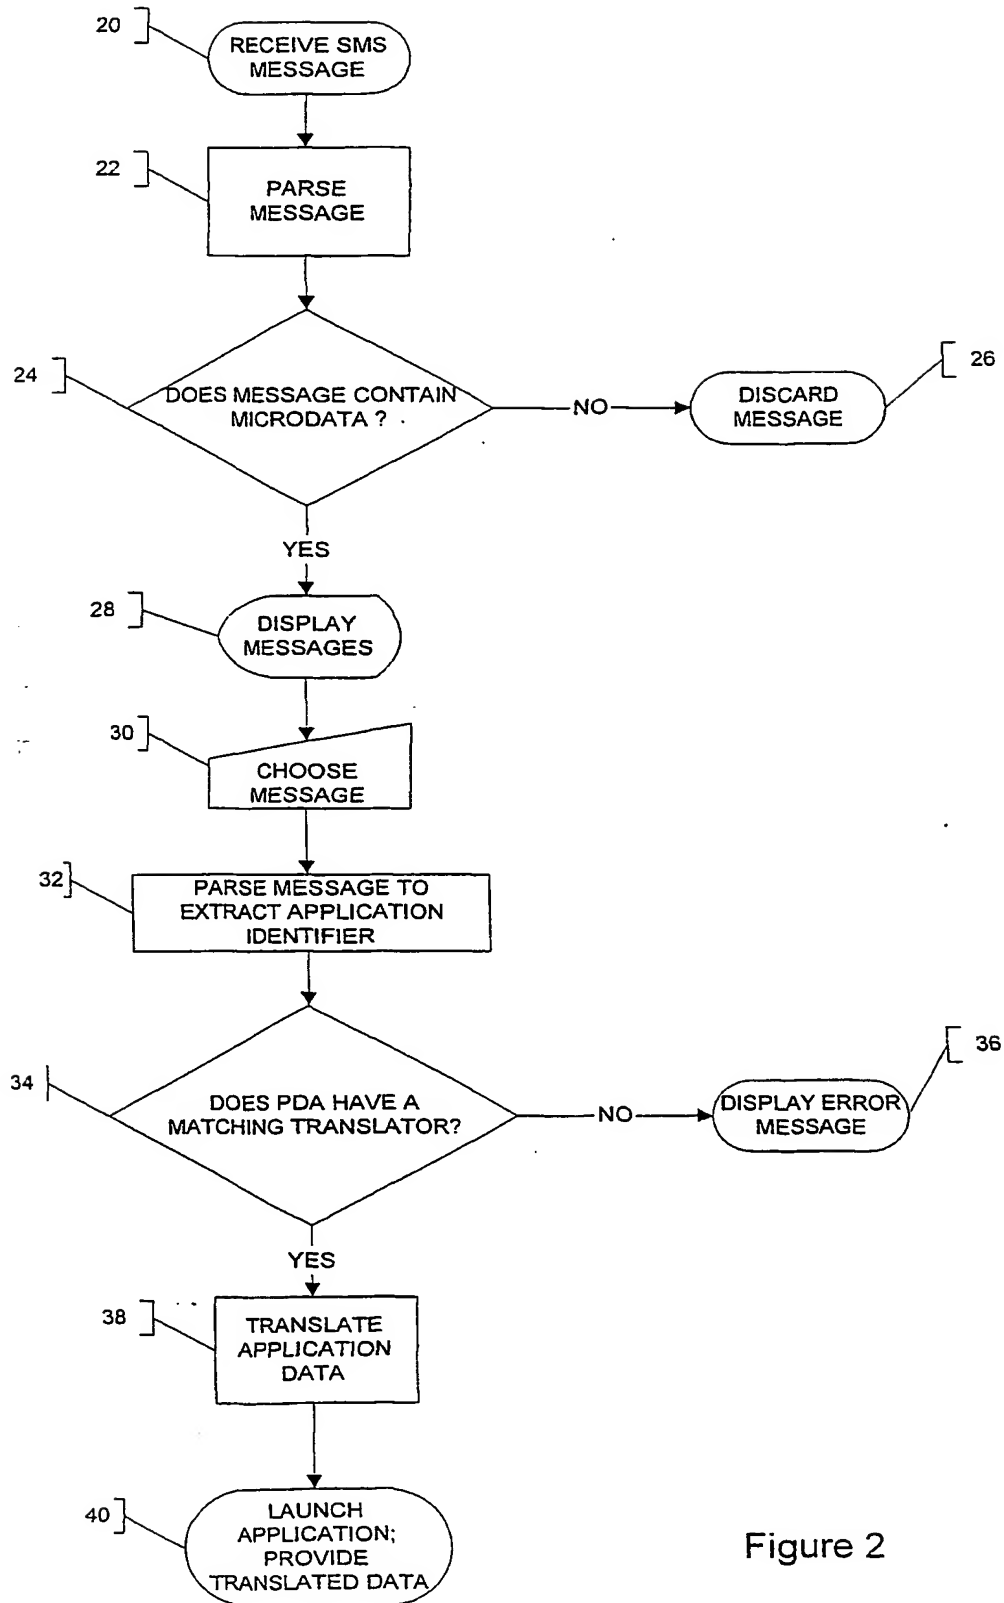 20
RECEIVE SMS
MESSAGE
22
PARSE
MESSAGE
24
DOES MESSAGE CONTAIN
MICRODATA ?
NO
DISCARD
MESSAGE
26
YES
28
DISPLAY
MESSAGES
30
CHOOSE
MESSAGE
32
PARSE MESSAGE TO
EXTRACT APPLICATION
IDENTIFIER
34
DOES PDA HAVE A
MATCHING TRANSLATOR?
NO
DISPLAY ERROR
MESSAGE
36
YES
38
TRANSLATE
APPLICATION
DATA
40
LAUNCH
APPLICATION;
PROVIDE
TRANSLATED DATA
Figure 2